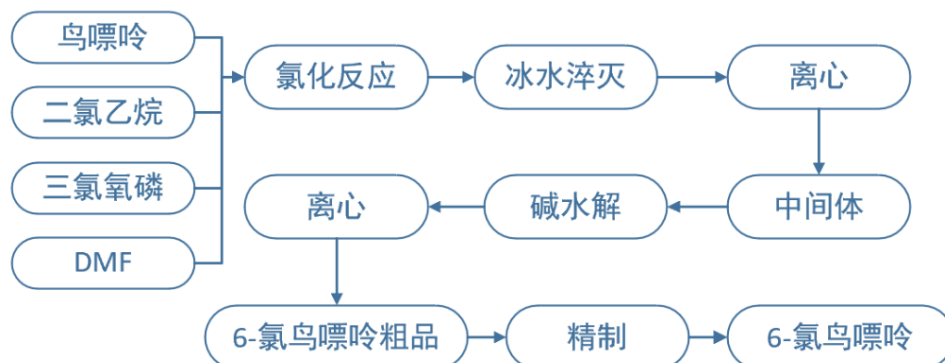 鸟嘌呤
二氯乙烷
三氯氧磷
DMF
氯化反应
冰水淬灭
离心
中间体
碱水解
离心
6-氯鸟嘌呤粗品
精制
6-氯鸟嘌呤